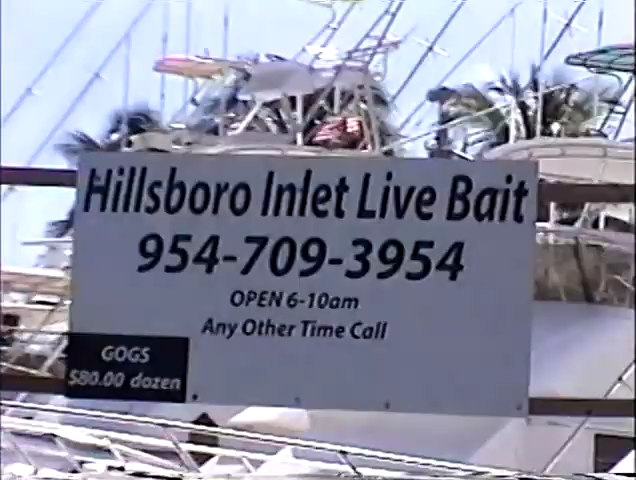 Hillsboro Inlet Live Bait
954-709-3954
OPEN 6-10am
Any Other Time Call
GOGS
$80.00 dozen